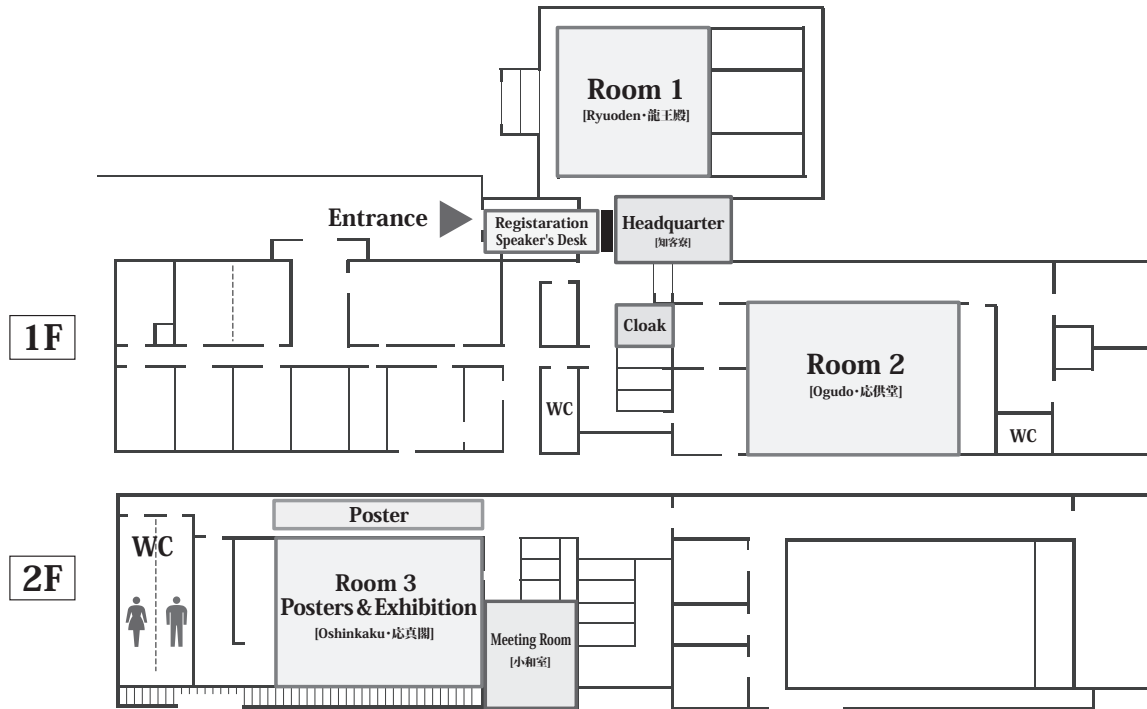 Room 1
[Ryuoden・龍王殿]
Entrance
Registaration
Speaker's Desk
Headquarter
[知客寮]
1F
Cloak
Room 2
[Ogudo・応供堂]
WC
WC
Poster
WC
2F
Room 3
Posters & Exhibition
[Oshinkaku・応真閣]
Meeting Room
[小和室]